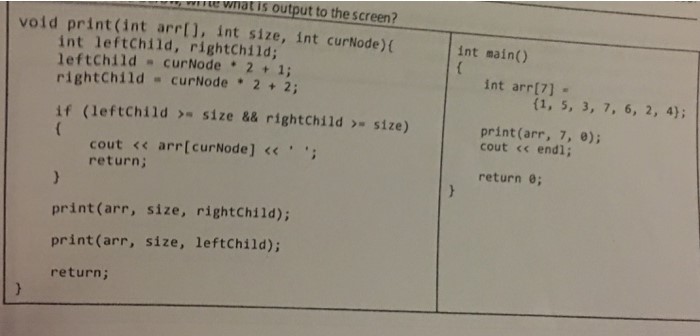 write what is output to the screen?
void print(int arr[], int size, int curNode){
int leftChild, rightChild;
leftChild = curNode * 2 + 1;
rightChild = curNode * 2 + 2;
if (leftChild >= size && rightChild >= size)
{
cout << arr[curNode] << ' ';
return;
}
print(arr, size, rightChild);
print(arr, size, leftChild);
return;
}
int main()
{
int arr[7] =
{1, 5, 3, 7, 6, 2, 4};
print(arr, 7, 0);
cout << endl;
return 0;
}